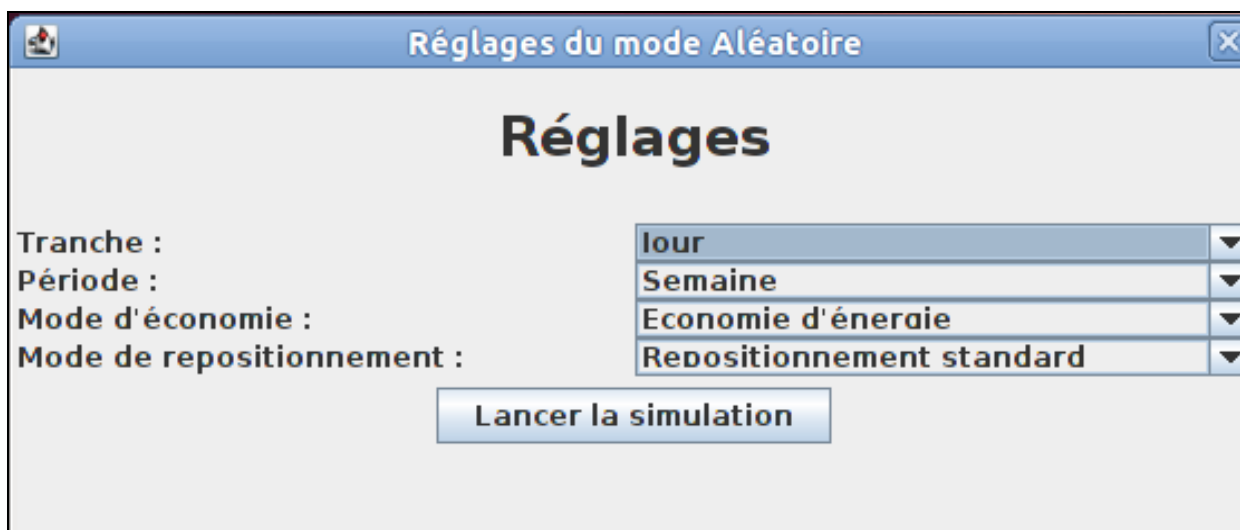 Réglages du mode Aléatoire
Réglages
Tranche : Jour
Période : Semaine
Mode d'économie : Economie d'énergie
Mode de repositionnement : Repositionnement standard
Lancer la simulation